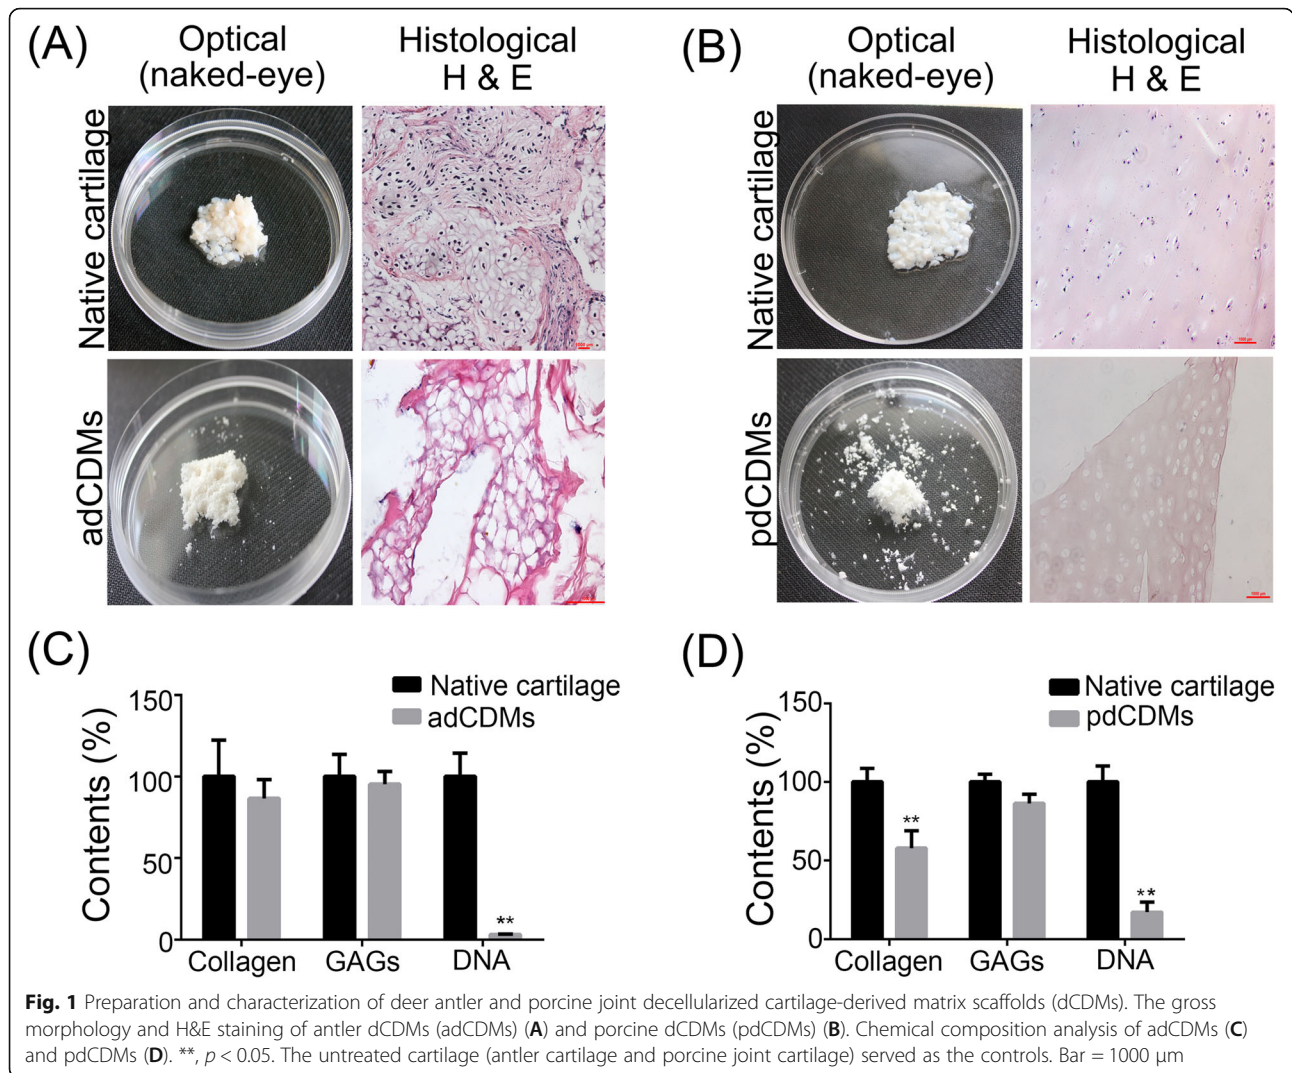 (A)
Optical
(naked-eye)
Histological
H & E
Native cartilage
adCDMs
(B)
Optical
(naked-eye)
Histological
H & E
Native cartilage
pdCDMs
(C)
Native cartilage
adCDMs
Contents (%)
150
100
50
0
**
Collagen
GAGs
DNA
(D)
Native cartilage
pdCDMs
Contents (%)
150
100
50
0
**
**
Collagen
GAGs
DNA
Fig. 1 Preparation and characterization of deer antler and porcine joint decellularized cartilage-derived matrix scaffolds (dCDMs). The gross
morphology and H&E staining of antler dCDMs (adCDMs) (A) and porcine dCDMs (pdCDMs) (B). Chemical composition analysis of adCDMs (C)
and pdCDMs (D). **, p < 0.05. The untreated cartilage (antler cartilage and porcine joint cartilage) served as the controls. Bar = 1000 μm